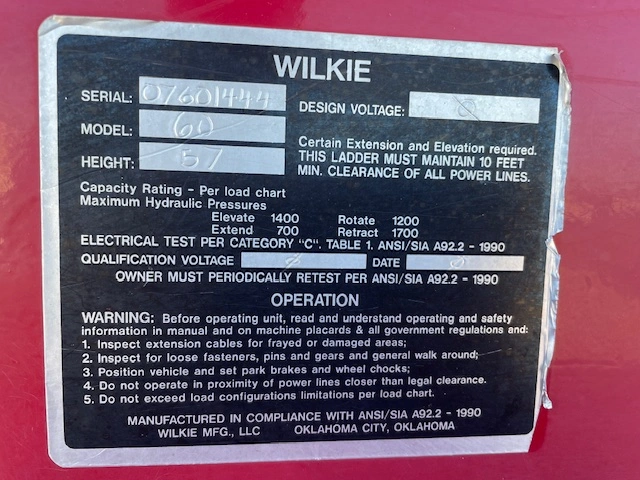 WILKIE
SERIAL: 07601444 DESIGN VOLTAGE: 0
MODEL: 60
HEIGHT: 57
Certain Extension and Elevation required.
THIS LADDER MUST MAINTAIN 10 FEET
MIN. CLEARANCE OF ALL POWER LINES.
Capacity Rating - Per load chart
Maximum Hydraulic Pressures
Elevate 1400 Rotate 1200
Extend 700 Retract 1700
ELECTRICAL TEST PER CATEGORY "C". TABLE 1. ANSI/SIA A92.2 - 1990
QUALIFICATION VOLTAGE 0 DATE 0
OWNER MUST PERIODICALLY RETEST PER ANSI/SIA A92.2 - 1990
OPERATION
WARNING: Before operating unit, read and understand operating and safety
information in manual and on machine placards & all government regulations and:
1. Inspect extension cables for frayed or damaged areas;
2. Inspect for loose fasteners, pins and gears and general walk around;
3. Position vehicle and set park brakes and wheel chocks;
4. Do not operate in proximity of power lines closer than legal clearance.
5. Do not exceed load configurations limitations per load chart.
MANUFACTURED IN COMPLIANCE WITH ANSI/SIA A92.2 - 1990
WILKIE MFG., LLC OKLAHOMA CITY, OKLAHOMA